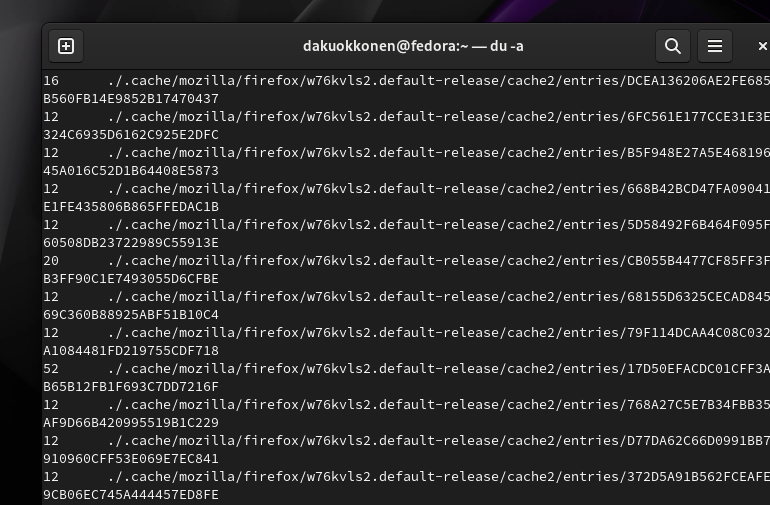 dakuokkonen@fedora:~ — du -a
16 ./.cache/mozilla/firefox/w76kvls2.default-release/cache2/entries/DCEA136206AE2FE685
B560FB14E9852B17470437
12 ./.cache/mozilla/firefox/w76kvls2.default-release/cache2/entries/6FC561E177CCE31E3E
324C6935D6162C925E2DFC
12 ./.cache/mozilla/firefox/w76kvls2.default-release/cache2/entries/B5F948E27A5E468196
45A016C52D1B64408E5873
12 ./.cache/mozilla/firefox/w76kvls2.default-release/cache2/entries/668B42BCD47FA09041
E1FE435806B865FFEDAC1B
12 ./.cache/mozilla/firefox/w76kvls2.default-release/cache2/entries/5D58492F6B464F095F
60508DB23722989C55913E
20 ./.cache/mozilla/firefox/w76kvls2.default-release/cache2/entries/CB055B4477CF85FF3F
B3FF90C1E7493055D6CFBE
12 ./.cache/mozilla/firefox/w76kvls2.default-release/cache2/entries/68155D6325CECAD845
69C360B88925ABF51B10C4
12 ./.cache/mozilla/firefox/w76kvls2.default-release/cache2/entries/79F114DCAA4C08C032
A1084481FD219755CDF718
52 ./.cache/mozilla/firefox/w76kvls2.default-release/cache2/entries/17D50EFACDC01CFF3A
B65B12FB1F693C7DD7216F
12 ./.cache/mozilla/firefox/w76kvls2.default-release/cache2/entries/768A27C5E7B34FBB35
AF9D66B420995519B1C229
12 ./.cache/mozilla/firefox/w76kvls2.default-release/cache2/entries/D77DA62C66D0991BB7
910960CFF53E069E7EC841
12 ./.cache/mozilla/firefox/w76kvls2.default-release/cache2/entries/372D5A91B562FCEAFE
9CB06EC745A444457ED8FE